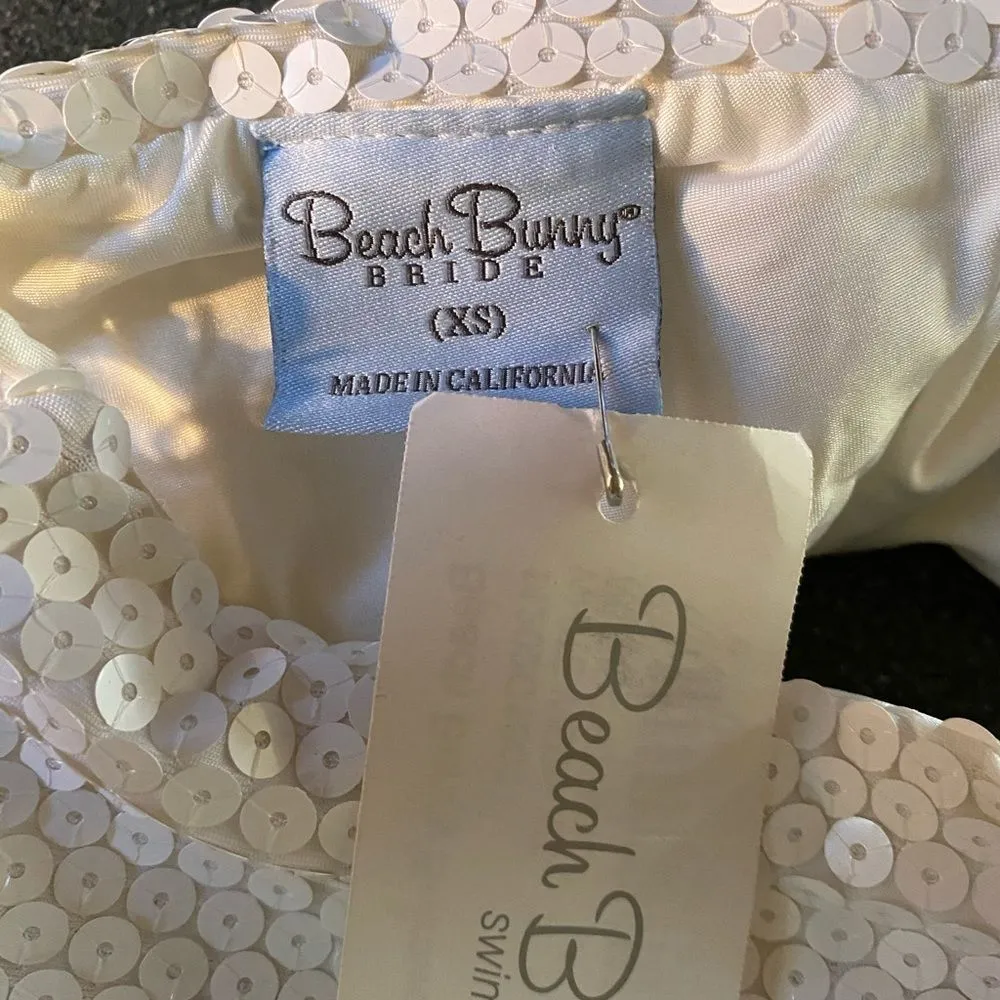 Beach Bunny®
BRIDE
(XS)
MADE IN CALIFORNIA
Beach B
swim